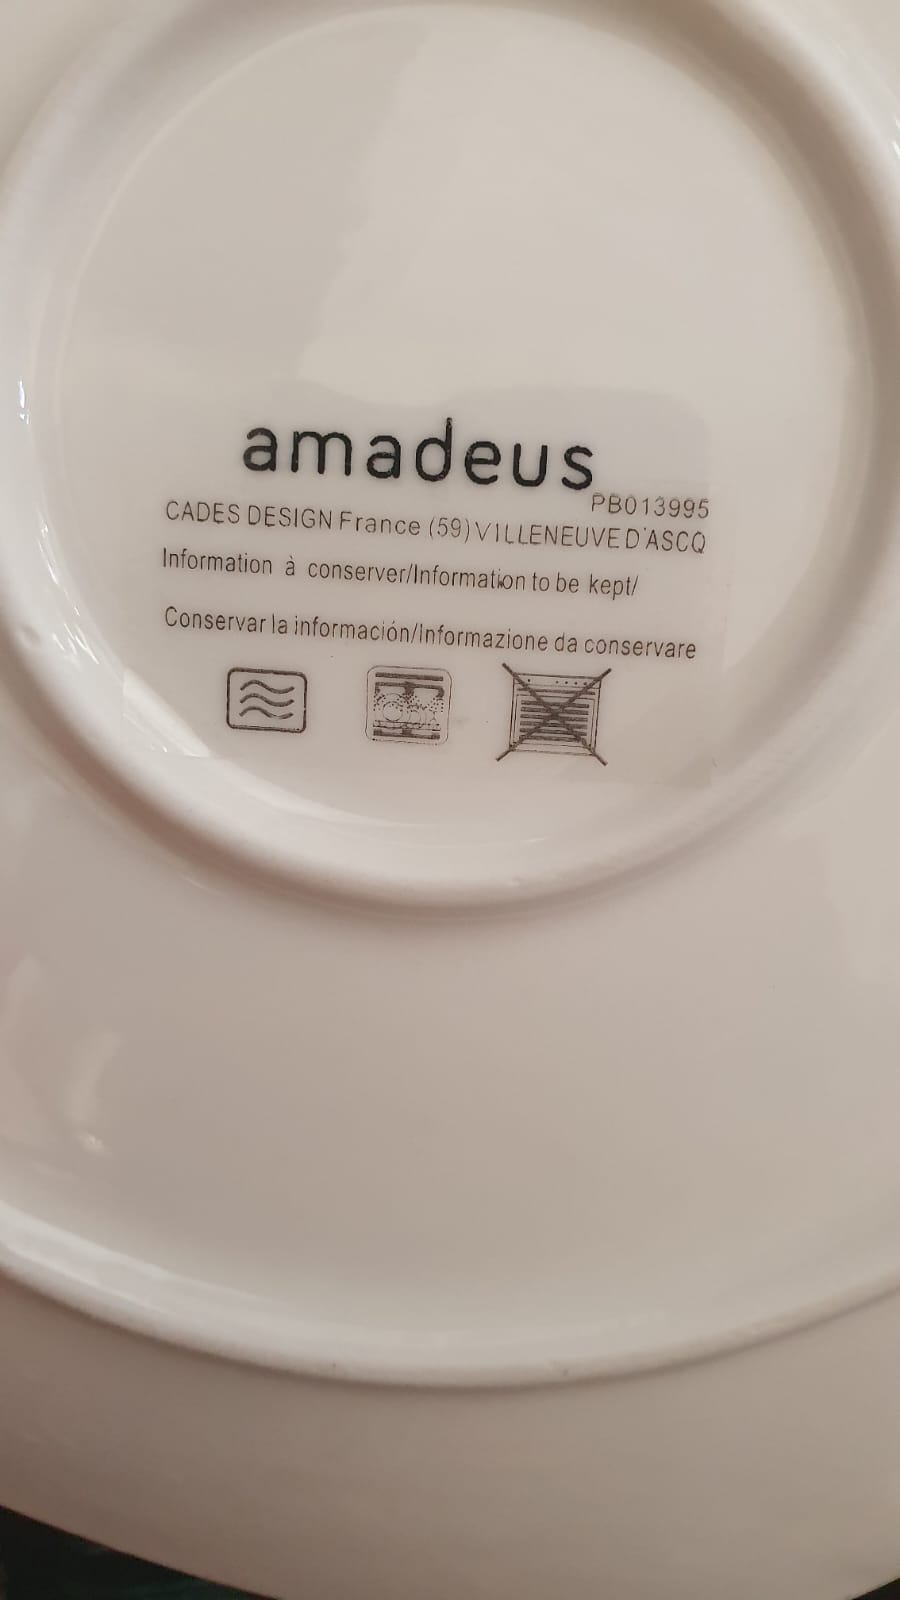 amadeus
PB013995
CADES DESIGN France (59) VILLENEUVE D'ASCQ
Information à conserver/Information to be kept/
Conservar la información/Informazione da conservare